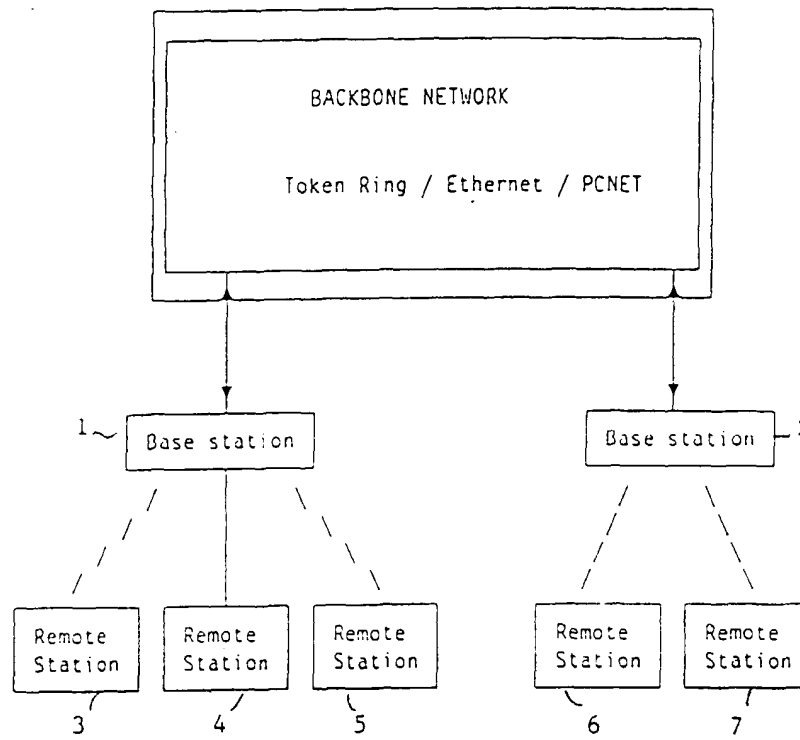 BACKBONE NETWORK
Token Ring / Ethernet / PCNET
1
Base station
Base station
Remote Station
Remote Station
Remote Station
Remote Station
Remote Station
3
4
5
6
7